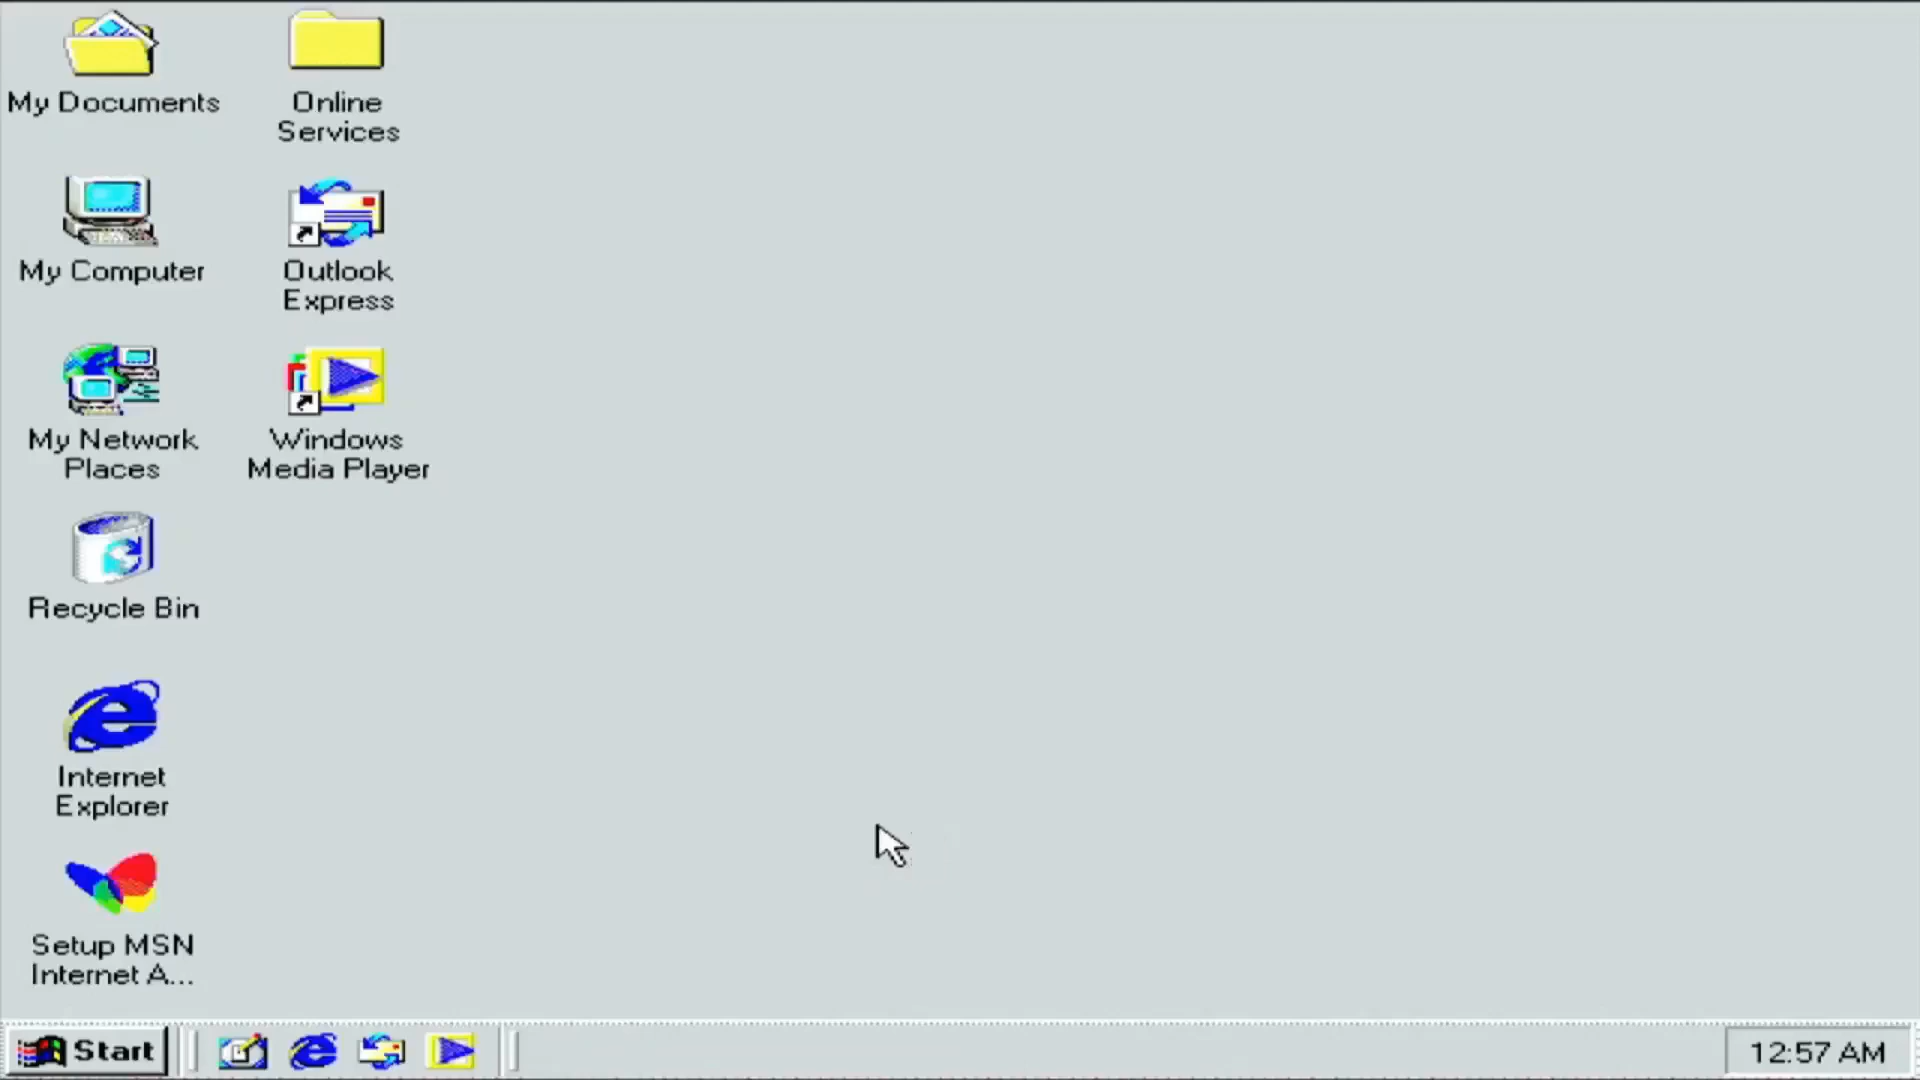 My Documents
Online
Services
My Computer
Outlook
Express
My Network
Places
Windows
Media Player
Recycle Bin
Internet
Explorer
Setup MSN
Internet A...
Start
12:57 AM